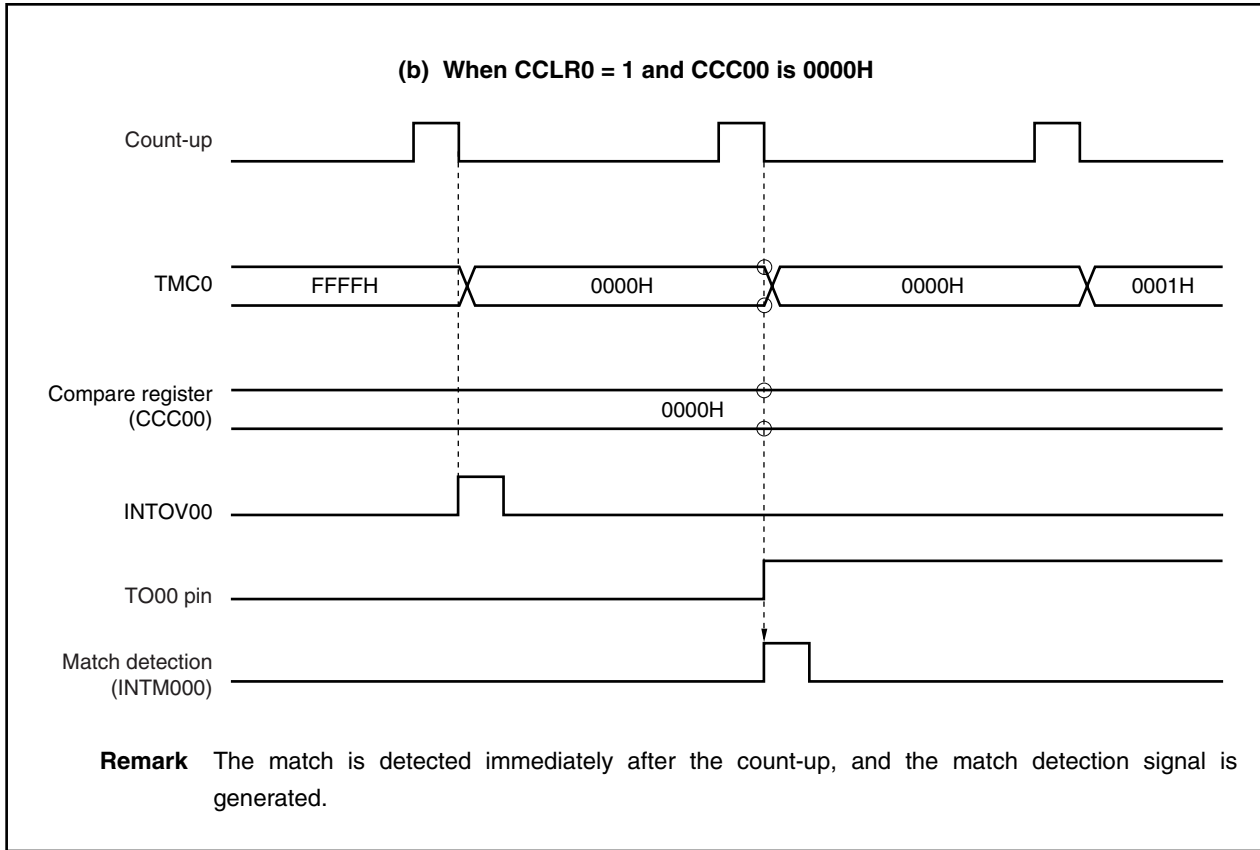 (b) When CCLR0 = 1 and CCC00 is 0000H
Count-up
TMC0
FFFFH
0000H
0000H
0001H
Compare register
(CCC00)
0000H
INTOV00
TO00 pin
Match detection
(INTM000)
Remark The match is detected immediately after the count-up, and the match detection signal is
generated.